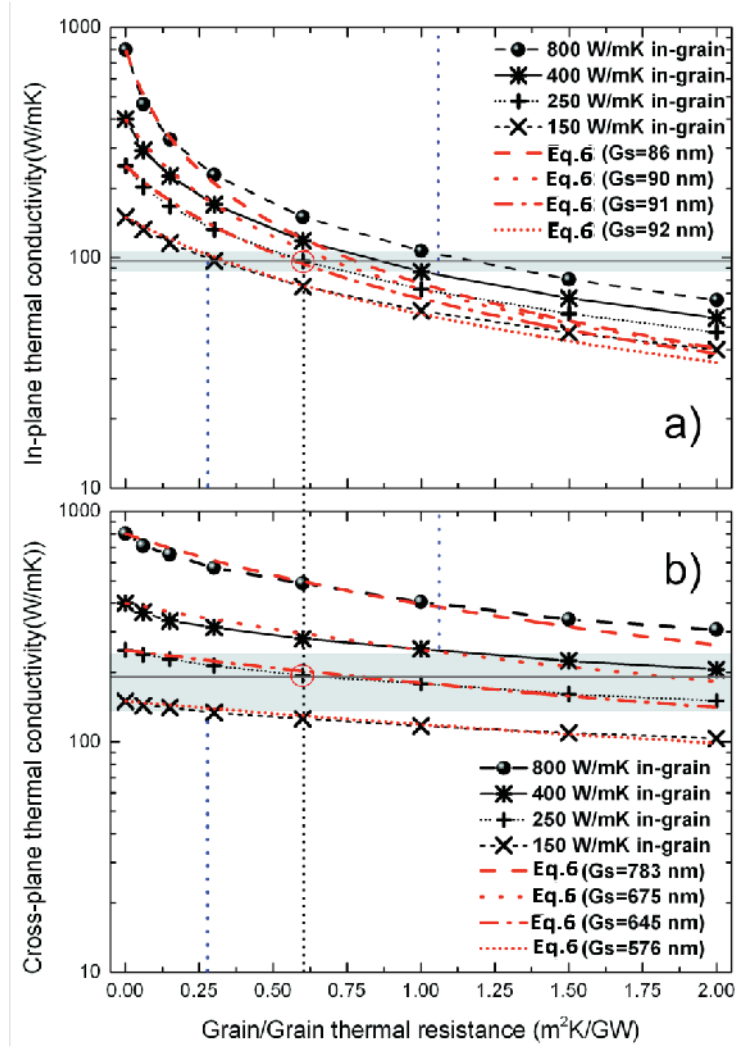 1000
800 W/mK in-grain
400 W/mK in-grain
250 W/mK in-grain
150 W/mK in-grain
Eq.6 (Gs=86 nm)
Eq.6 (Gs=90 nm)
Eq.6 (Gs=91 nm)
Eq.6 (Gs=92 nm)
100
In-plane thermal conductivity(W/mK)
a)
10
1000
b)
100
Cross-plane thermal conductivity(W/mK))
800 W/mK in-grain
400 W/mK in-grain
250 W/mK in-grain
150 W/mK in-grain
Eq.6 (Gs=783 nm)
Eq.6 (Gs=675 nm)
Eq.6 (Gs=645 nm)
Eq.6 (Gs=576 nm)
10
0.00 0.25 0.50 0.75 1.00 1.25 1.50 1.75 2.00
Grain/Grain thermal resistance (m²K/GW)